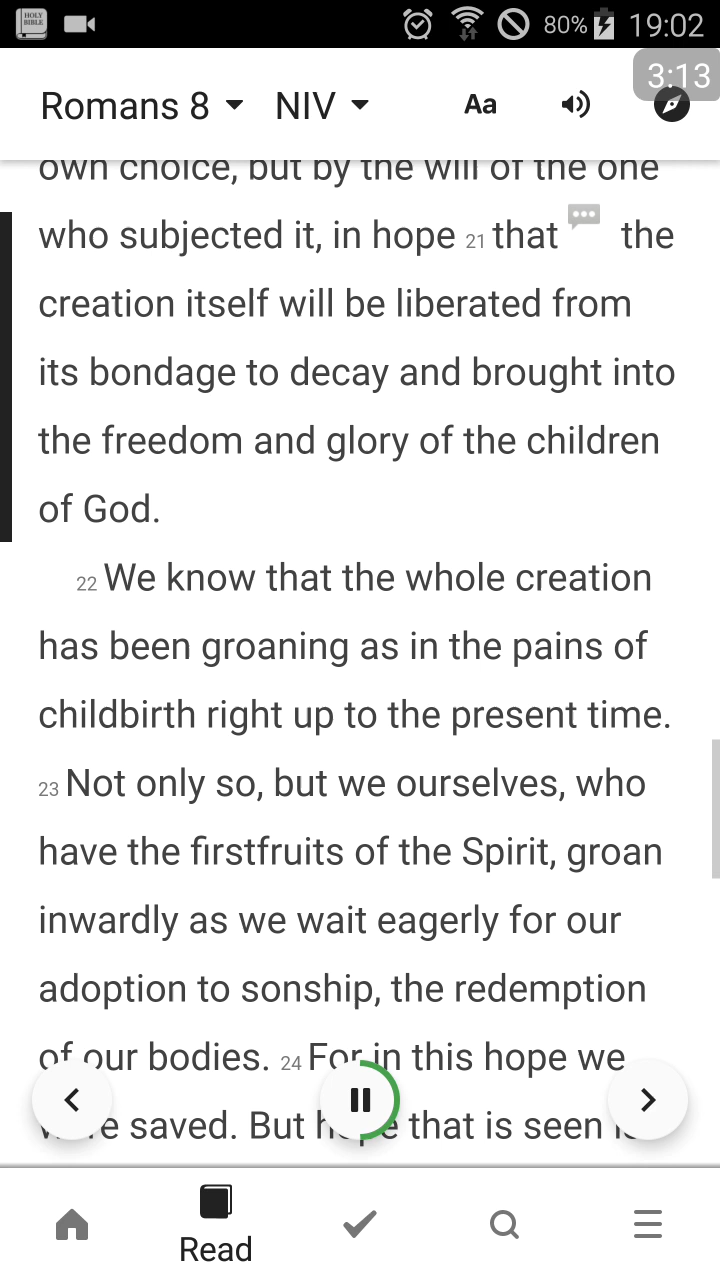 HOLY BIBLE
80%
19:02
3:13
Romans 8
NIV
Aa
own choice, but by the will of the one
who subjected it, in hope 21 that the
creation itself will be liberated from
its bondage to decay and brought into
the freedom and glory of the children
of God.
22 We know that the whole creation
has been groaning as in the pains of
childbirth right up to the present time.
23 Not only so, but we ourselves, who
have the firstfruits of the Spirit, groan
inwardly as we wait eagerly for our
adoption to sonship, the redemption
of our bodies. 24 For in this hope we
saved. But hope that is seen
Read